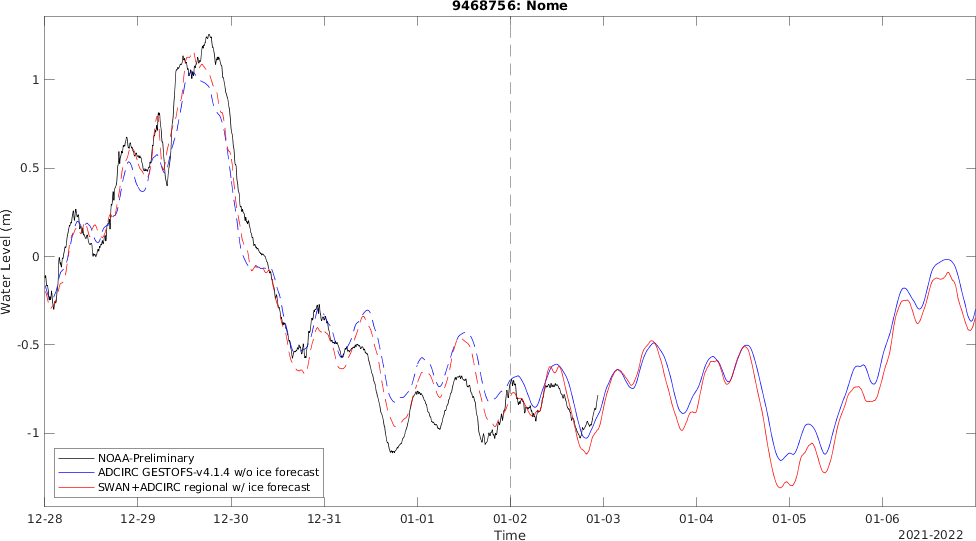 9468756: Nome
Water Level (m)
1
0.5
0
-0.5
-1
NOAA-Preliminary
ADCIRC GESTOFS-v4.1.4 w/o ice forecast
SWAN+ADCIRC regional w/ ice forecast
12-28 12-29 12-30 12-31 01-01 01-02 01-03 01-04 01-05 01-06
Time
2021-2022